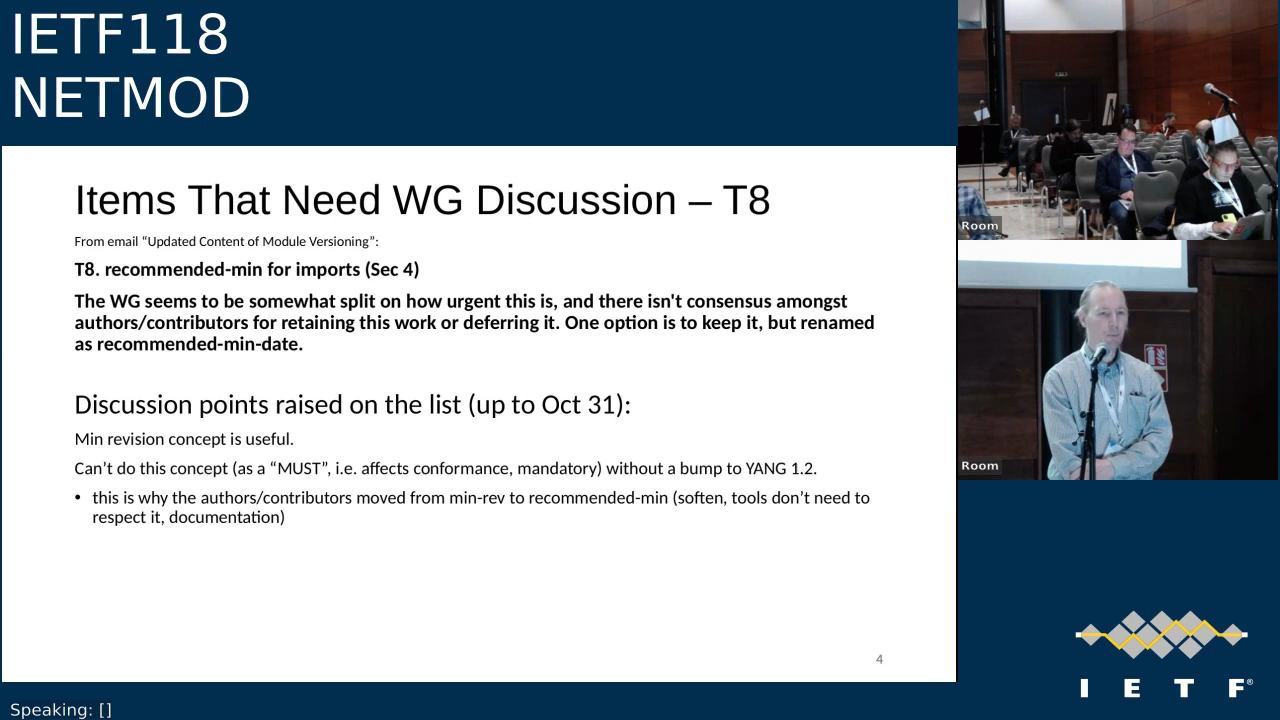 IETF118
NETMOD
Items That Need WG Discussion – T8
From email “Updated Content of Module Versioning”:
T8. recommended-min for imports (Sec 4)
The WG seems to be somewhat split on how urgent this is, and there isn't consensus amongst
authors/contributors for retaining this work or deferring it. One option is to keep it, but renamed
as recommended-min-date.
Discussion points raised on the list (up to Oct 31):
Min revision concept is useful.
Can’t do this concept (as a “MUST”, i.e. affects conformance, mandatory) without a bump to YANG 1.2.
• this is why the authors/contributors moved from min-rev to recommended-min (soften, tools don’t need to
respect it, documentation)
4
Room
Room
I E T F®
Speaking: []